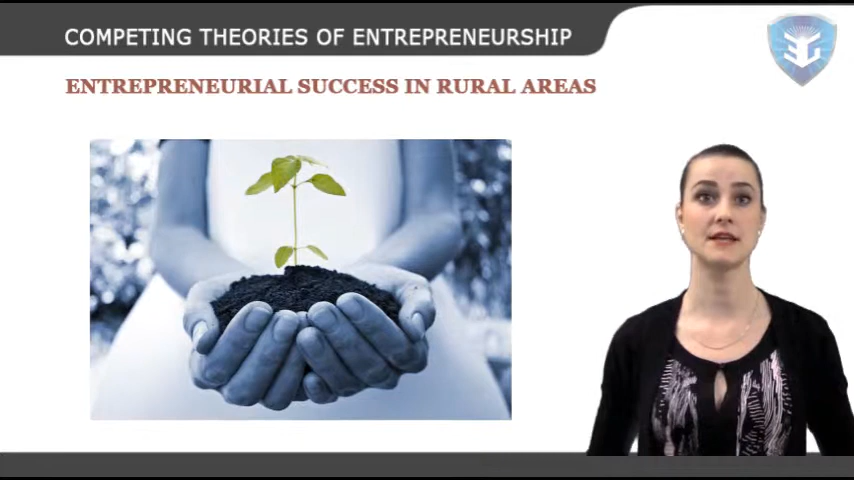 COMPETING THEORIES OF ENTREPRENEURSHIP
ENTREPRENEURIAL SUCCESS IN RURAL AREAS